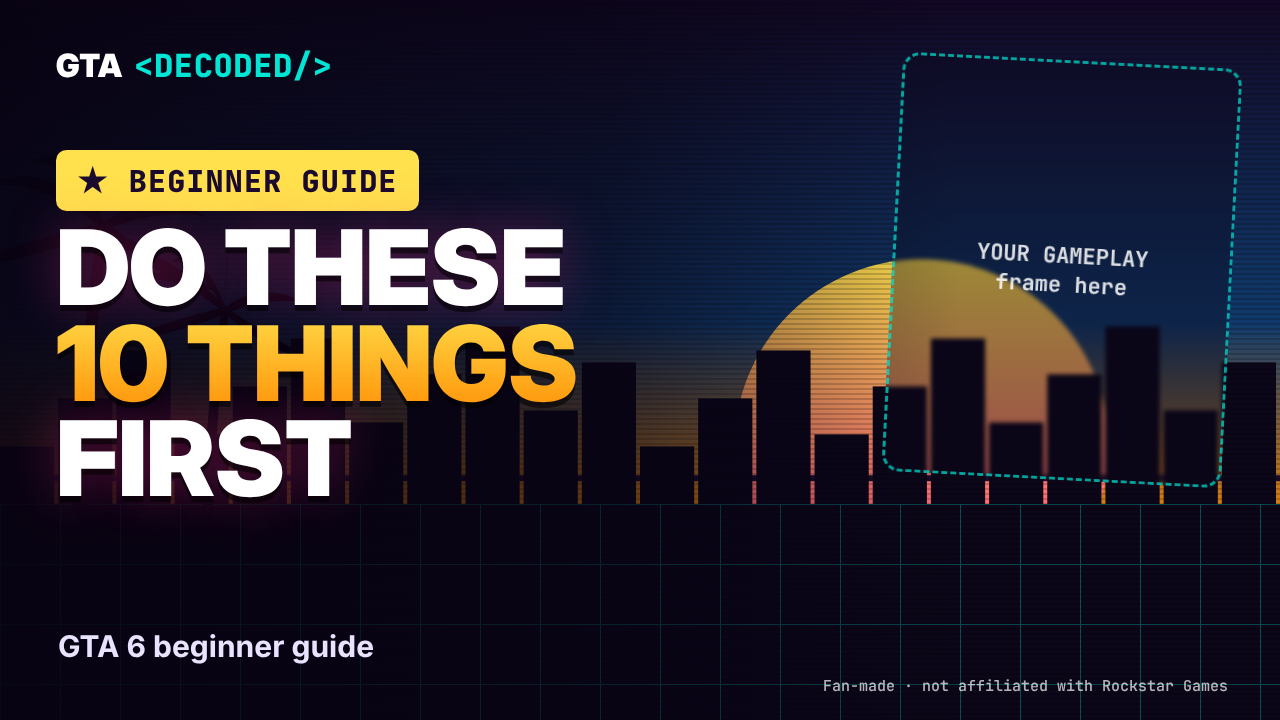 GTA <DECODED/>
★ BEGINNER GUIDE
DO THESE
10 THINGS
FIRST
YOUR GAMEPLAY
frame here
GTA 6 beginner guide
Fan-made · not affiliated with Rockstar Games